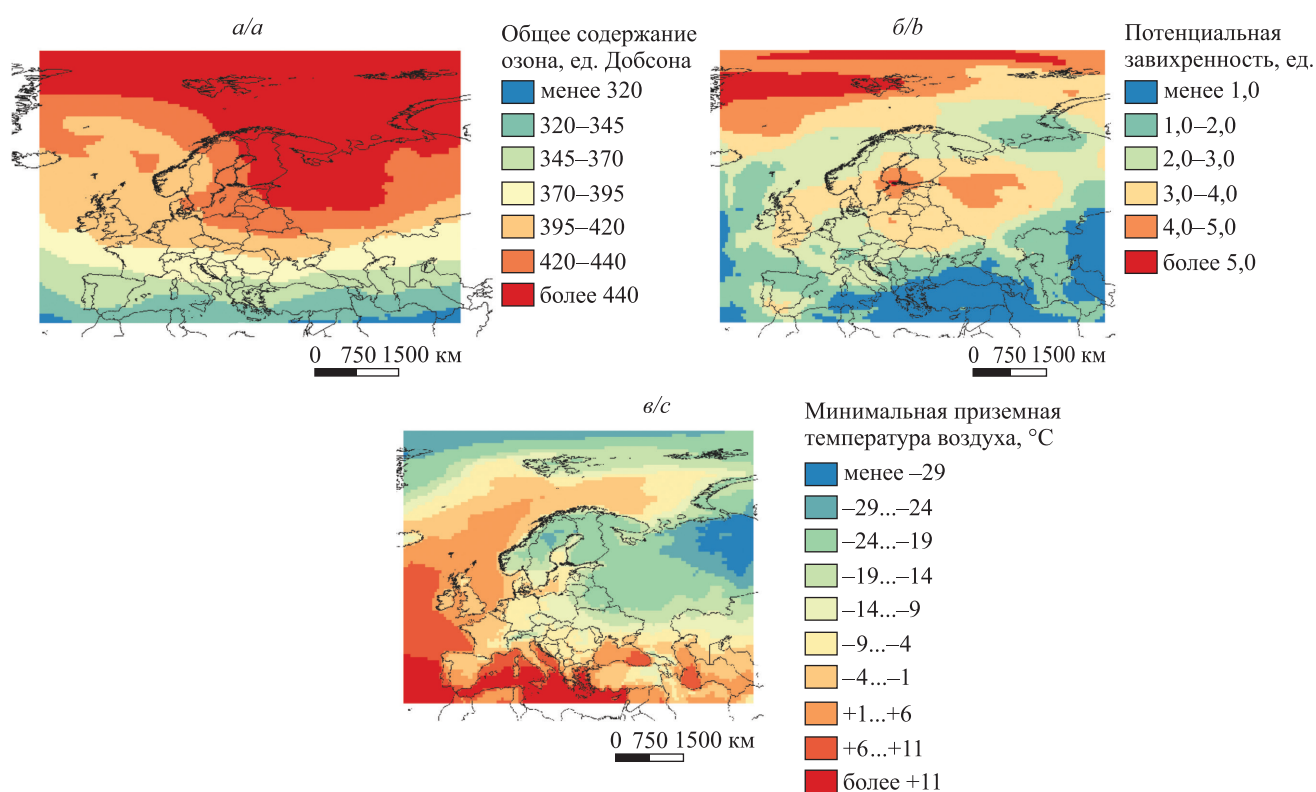 а/a
Общее содержание
озона, ед. Добсона
менее 320
320–345
345–370
370–395
395–420
420–440
более 440
0 750 1500 км
б/b
Потенциальная
завихренность, ед.
менее 1,0
1,0–2,0
2,0–3,0
3,0–4,0
4,0–5,0
более 5,0
0 750 1500 км
в/c
Минимальная приземная
температура воздуха, °С
менее –29
–29...–24
–24...–19
–19...–14
–14...–9
–9...–4
–4...–1
+1...+6
+6...+11
более +11
0 750 1500 км